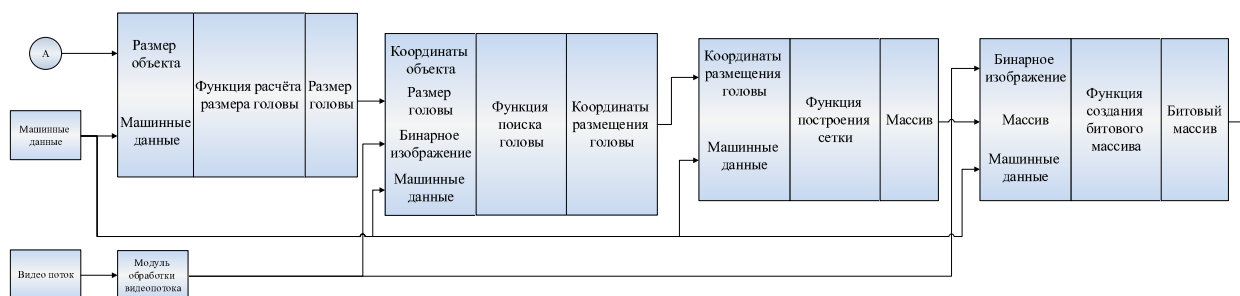 А
Машинные
данные
Размер
объекта
Машинные
данные
Функция расчёта
размера головы
Размер
головы
Координаты
объекта
Размер
головы
Бинарное
изображение
Машинные
данные
Функция
поиска
головы
Координаты
размещения
головы
Координаты
размещения
головы
Машинные
данные
Функция
построения
сетки
Массив
Бинарное
изображение
Массив
Машинные
данные
Функция
создания
битового
массива
Битовый
массив
Видео поток
Модуль
обработки
видеопотока